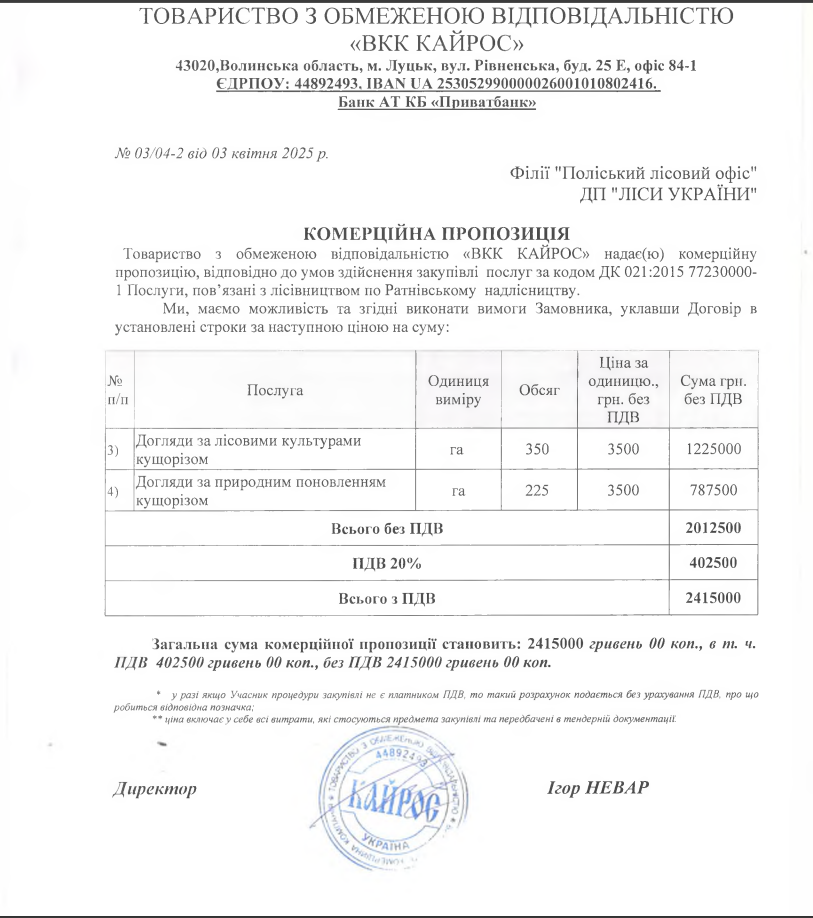 ТОВАРИСТВО З ОБМЕЖЕНОЮ ВІДПОВІДАЛЬНІСТЮ
«ВКК КАЙРОС»
43020,Волинська область, м. Луцьк, вул. Рівненська, буд. 25 Е, офіс 84-1
ЄДРПОУ: 44892493. IBAN UA 253052990000026001010802416.
Банк АТ КБ «Приватбанк»
№ 03/04-2 від 03 квітня 2025 р.
Філії "Поліський лісовий офіс"
ДП "ЛІСИ УКРАЇНИ"
КОМЕРЦІЙНА ПРОПОЗИЦІЯ
Товариство з обмеженою відповідальністю «ВКК КАЙРОС» надає(ю) комерційну
пропозицію, відповідно до умов здійснення закупівлі послуг за кодом ДК 021:2015 77230000-
1 Послуги, пов’язані з лісівництвом по Ратнівському надлісництву.
Ми, маємо можливість та згідні виконати вимоги Замовника, уклавши Договір в
установлені строки за наступною ціною на суму:
№ п/п Послуга Одиниця виміру Обсяг Ціна за одиницю., грн. без ПДВ Сума грн. без ПДВ
3) Догляди за лісовими культурами кущорізом га 350 3500 1225000
4) Догляди за природним поновленням кущорізом га 225 3500 787500
Всього без ПДВ 2012500
ПДВ 20% 402500
Всього з ПДВ 2415000
Загальна сума комерційної пропозиції становить: 2415000 гривень 00 коп., в т. ч.
ПДВ 402500 гривень 00 коп., без ПДВ 2415000 гривень 00 коп.
* у разі якщо Учасник процедури закупівлі не є платником ПДВ, то такий розрахунок подається без урахування ПДВ, про що
робиться відповідна позначка;
** ціна включає у себе всі витрати, які стосуються предмета закупівлі та передбачені в тендерній документації.
Директор
ТОВАРИСТВО З ОБМЕЖЕНОЮ ВІДПОВІДАЛЬНІСТЮ
44892493
КАЙРОС
УКРАЇНА
КОМПАНІЯ
Ігор НЕВАР